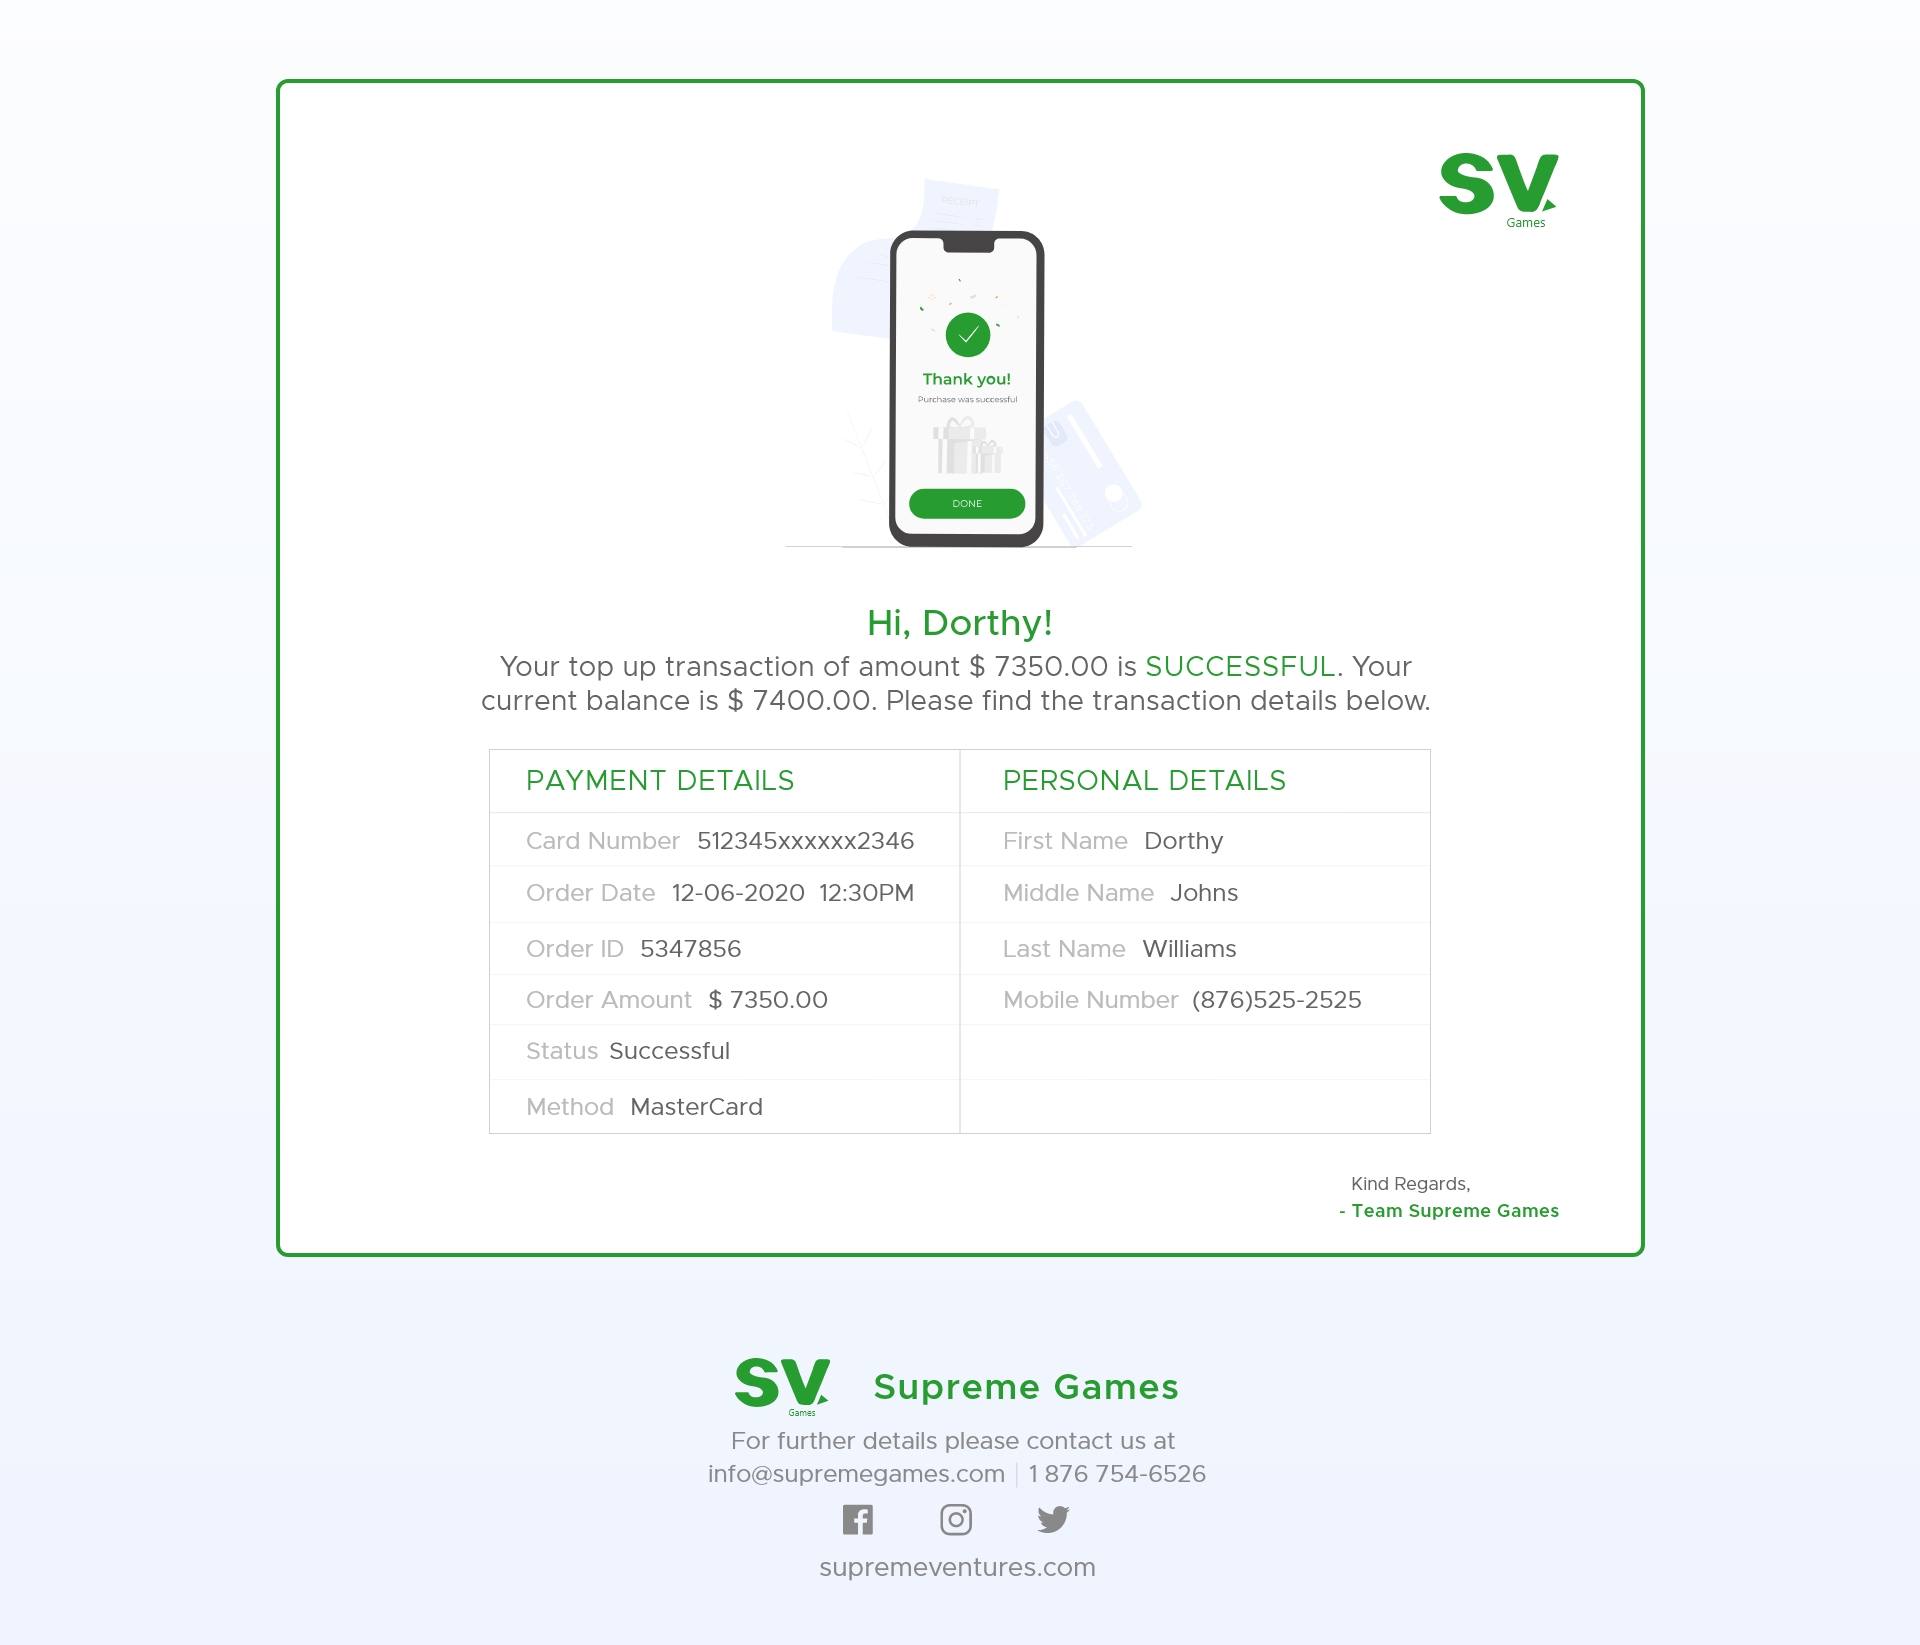 SV.
Games
RECEIPT
Thank you!
Purchase was successful
DONE
Hi, Dorthy!
Your top up transaction of amount $ 7350.00 is SUCCESSFUL. Your
current balance is $ 7400.00. Please find the transaction details below.
PAYMENT DETAILS
Card Number 512345xxxxxx2346
Order Date 12-06-2020 12:30PM
Order ID 5347856
Order Amount $ 7350.00
Status Successful
Method MasterCard
PERSONAL DETAILS
First Name Dorthy
Middle Name Johns
Last Name Williams
Mobile Number (876)525-2525
Kind Regards,
- Team Supreme Games
SV.
Games
Supreme Games
For further details please contact us at
info@supremegames.com | 1 876 754-6526
supremeventures.com